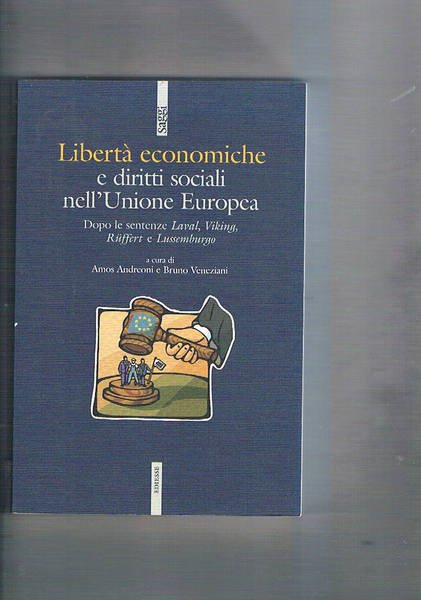 saggi
Libertà economiche
e diritti sociali
nell'Unione Europea
Dopo le sentenze Laval, Viking,
Rüffert e Lussemburgo
a cura di
Amos Andreoni e Bruno Veneziani
EDIESSE